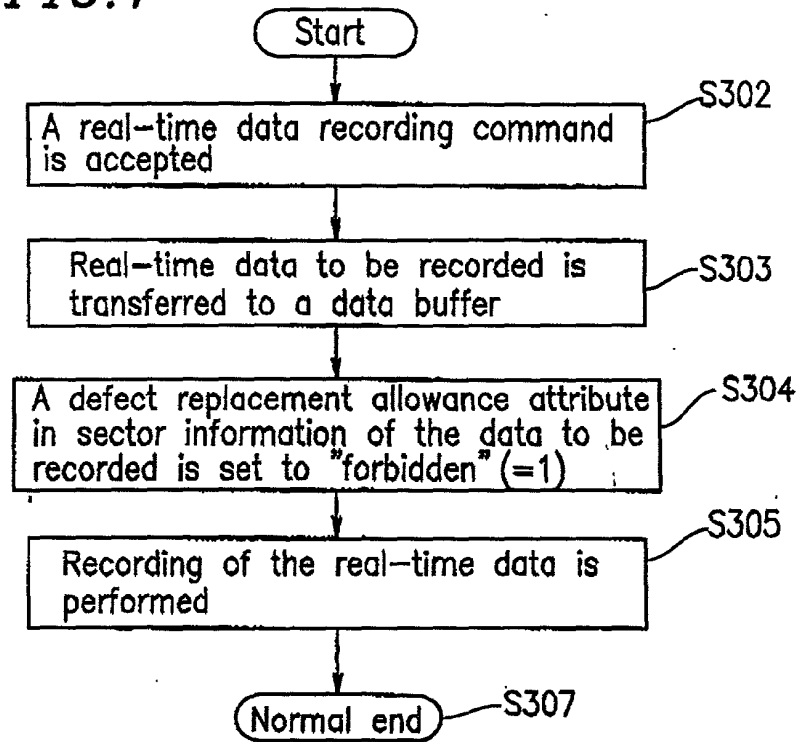 Start
S302
A real-time data recording command
is accepted
S303
Real-time data to be recorded is
transferred to a data buffer
S304
A defect replacement allowance attribute
in sector information of the data to be
recorded is set to "forbidden" (=1)
S305
Recording of the real-time data is
performed
S307
Normal end